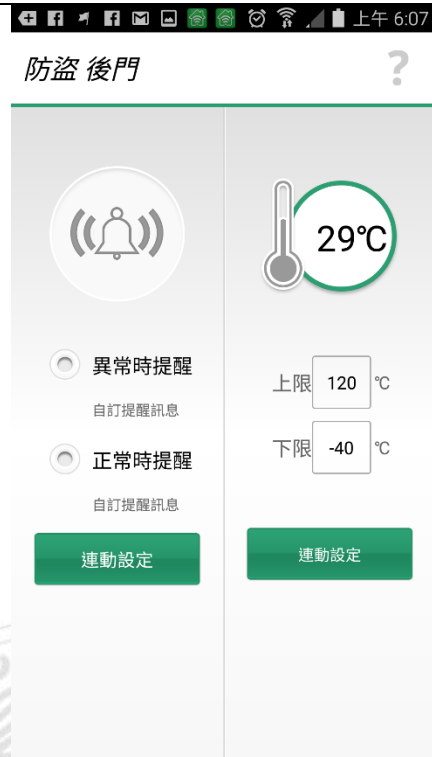 上午 6:07
防盜 後門
?
29℃
異常時提醒
自訂提醒訊息
正常時提醒
自訂提醒訊息
連動設定
上限 120 ℃
下限 -40 ℃
連動設定